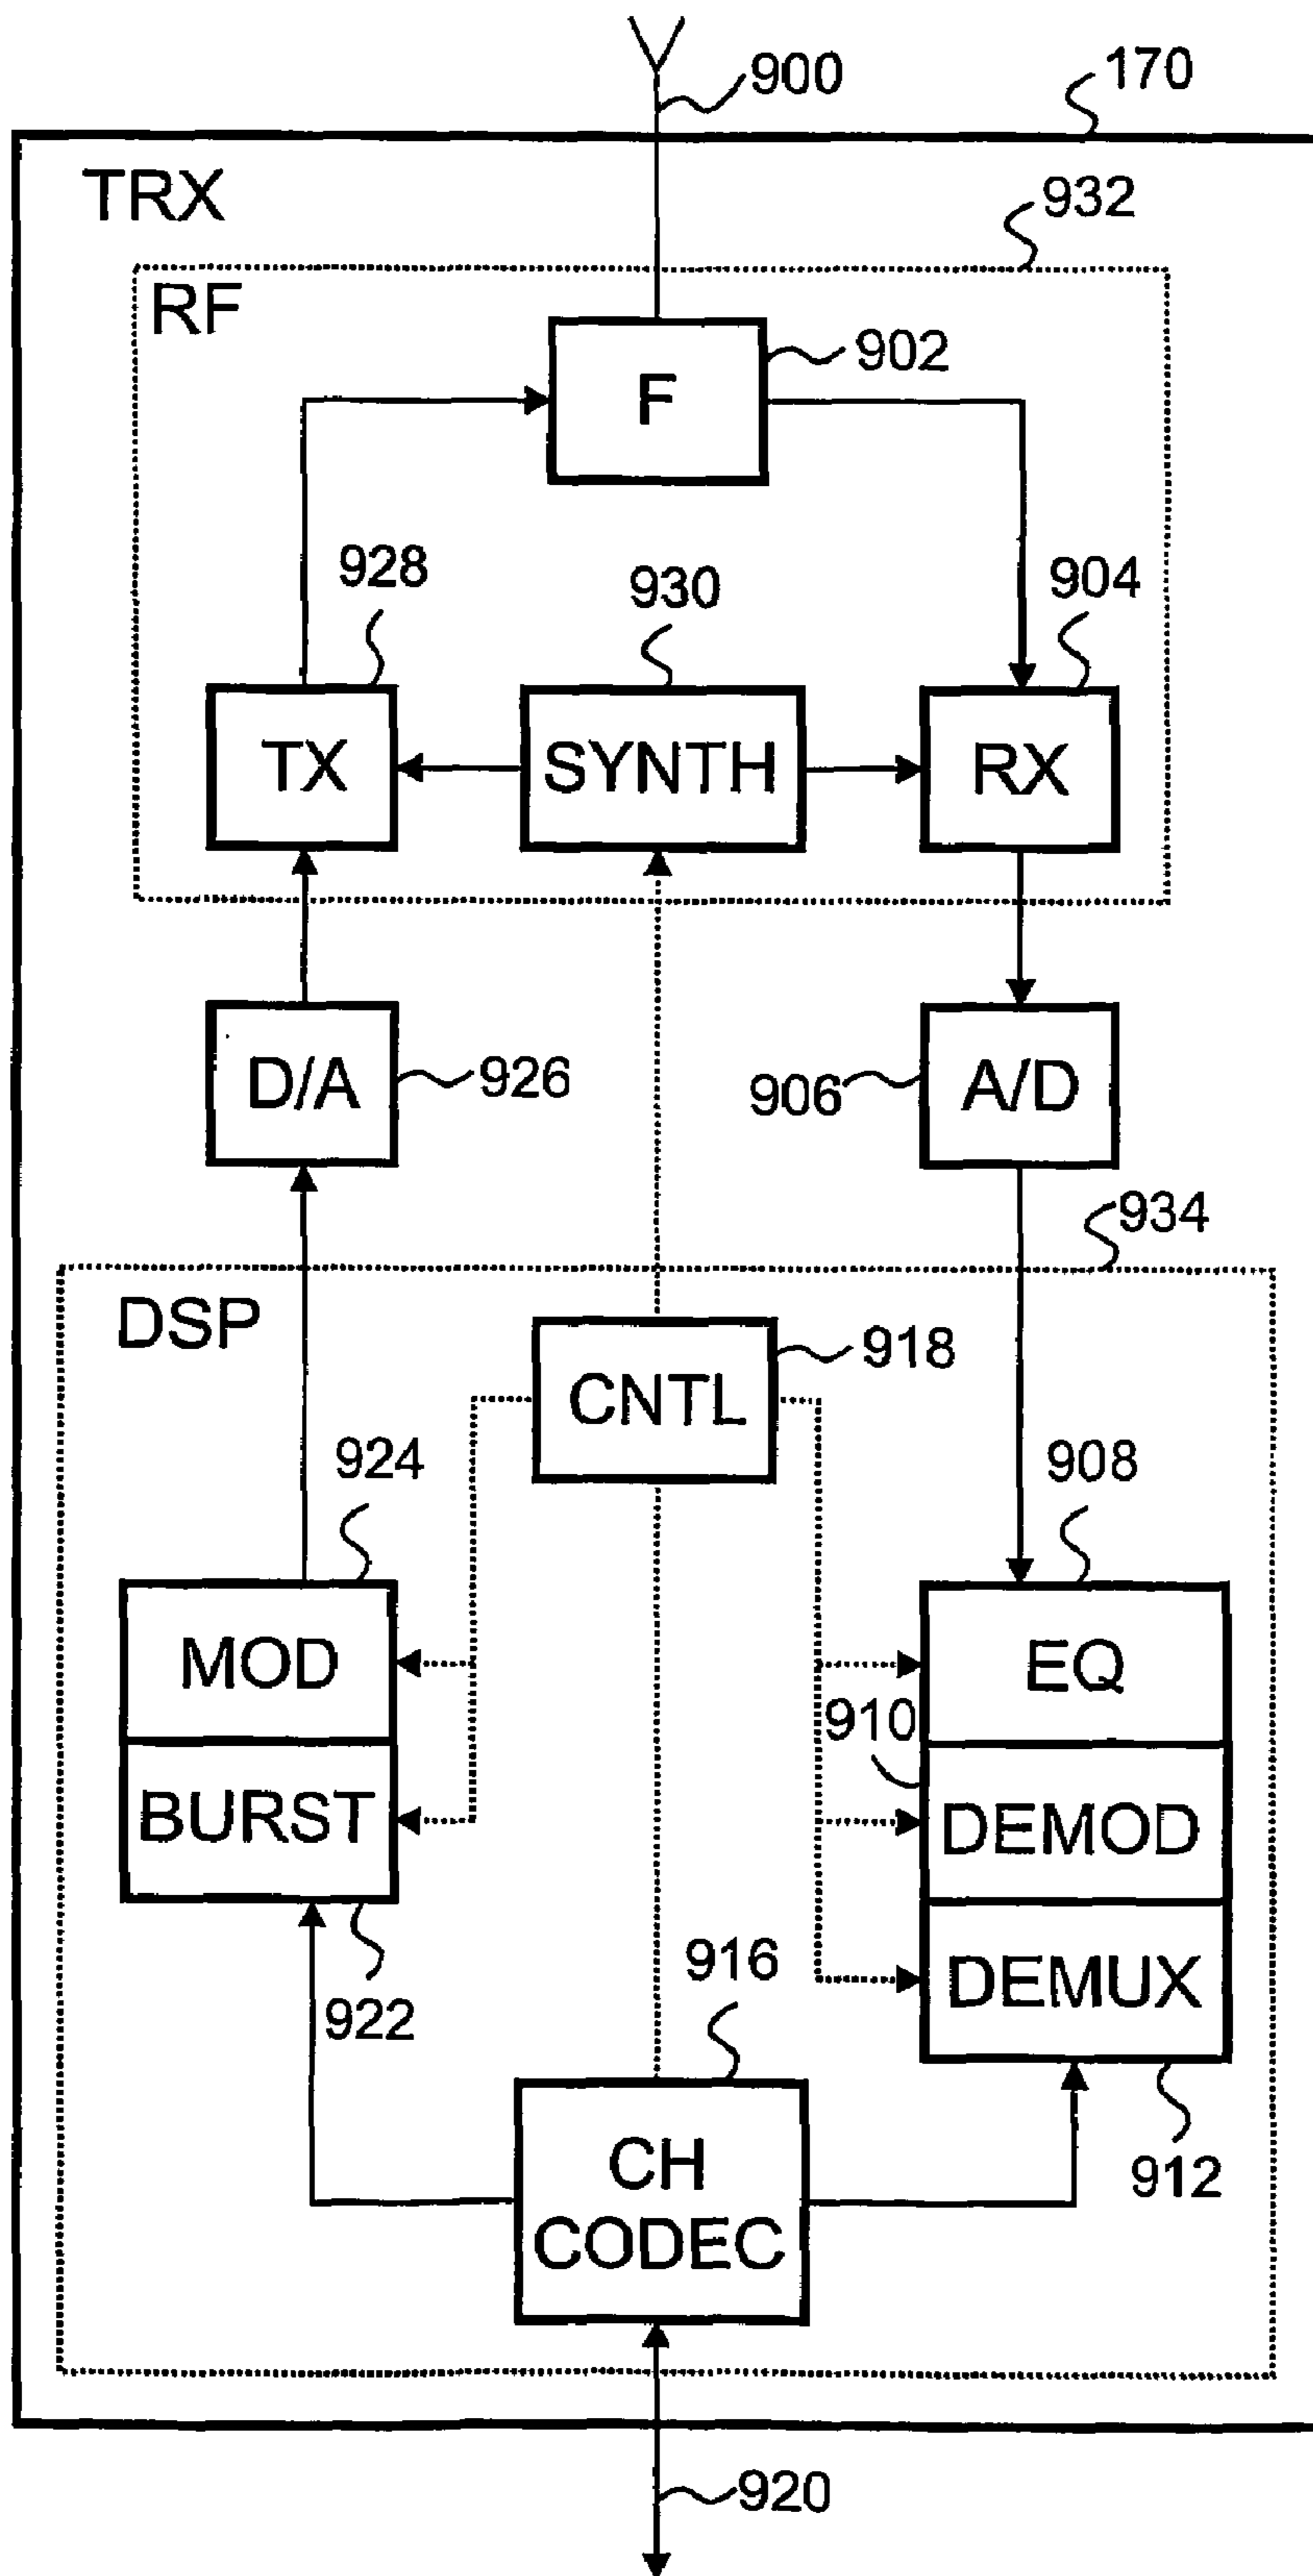 900
170
TRX
932
RF
F
902
928
930
904
TX
SYNTH
RX
D/A
926
906
A/D
934
DSP
CNTL
918
924
908
MOD
EQ
910
BURST
DEMOD
916
DEMUX
922
CH
CODEC
912
920